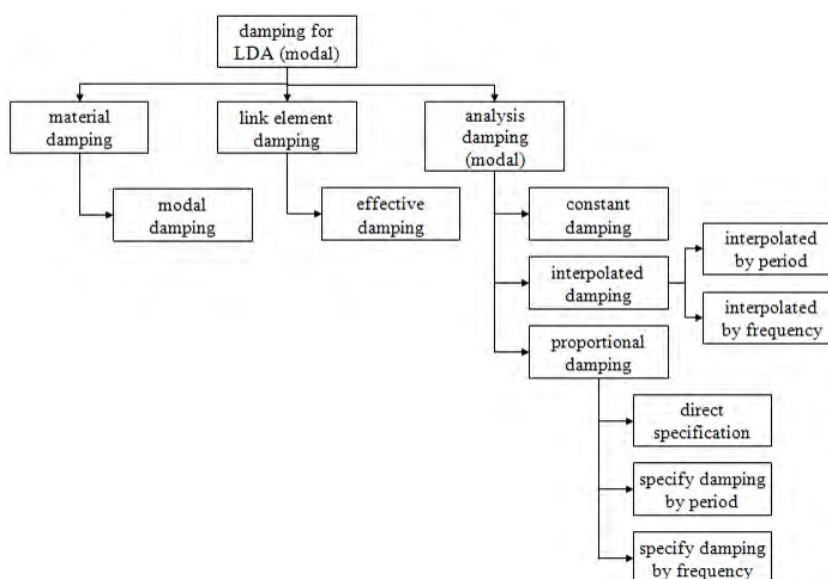 damping for
LDA (modal)
material
damping
link element
damping
analysis
damping
(modal)
modal
damping
effective
damping
constant
damping
interpolated
damping
interpolated
by period
interpolated
by frequency
proportional
damping
direct
specification
specify damping
by period
specify damping
by frequency